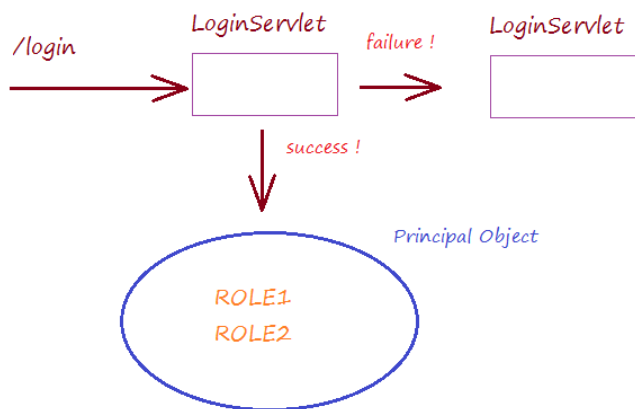 LoginServlet
LoginServlet
/login
failure !
success !
Principal Object
ROLE1
ROLE2